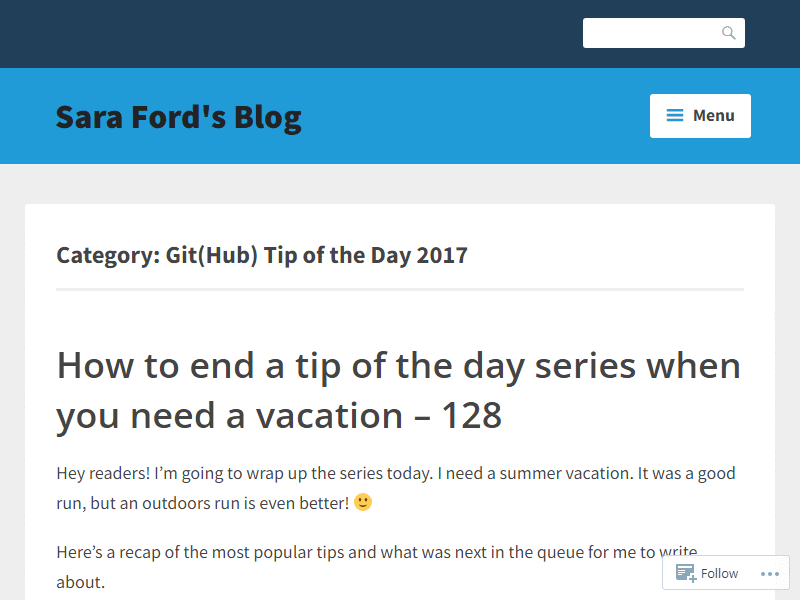 Sara Ford's Blog
Menu
Category: Git(Hub) Tip of the Day 2017
How to end a tip of the day series when
you need a vacation – 128
Hey readers! I’m going to wrap up the series today. I need a summer vacation. It was a good
run, but an outdoors run is even better! 🙂
Here’s a recap of the most popular tips and what was next in the queue for me to write
about.
Follow